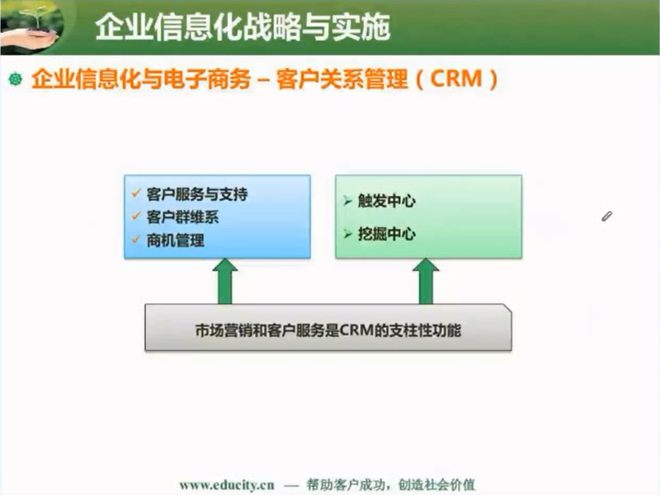 企业信息化战略与实施
企业信息化与电子商务 – 客户关系管理（CRM）
客户服务与支持
客户群维系
商机管理
触发中心
挖掘中心
市场营销和客户服务是CRM的支柱性功能
www.educity.cn — 帮助客户成功，创造社会价值